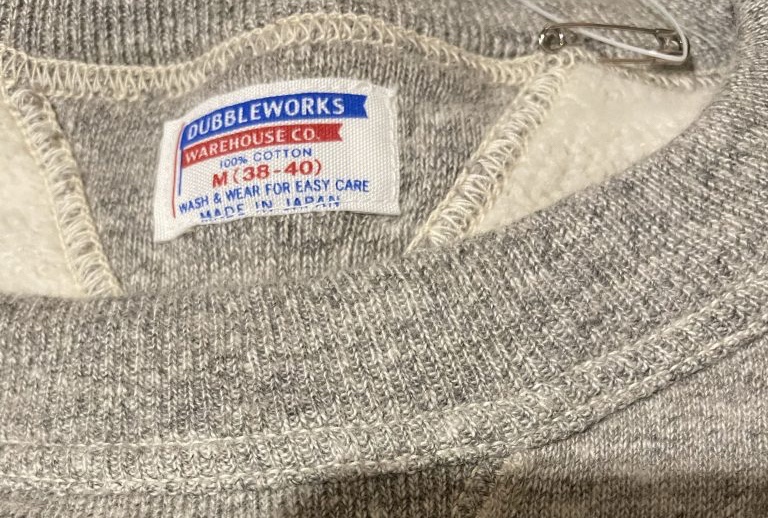 DUBBLEWORKS
WAREHOUSE CO.
100% COTTON
M (38-40)
WASH & WEAR FOR EASY CARE
MADE IN JAPAN